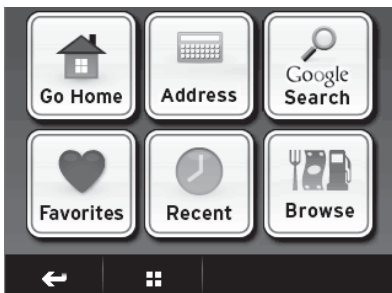 Go Home
Address
Google
Search
Favorites
Recent
Browse